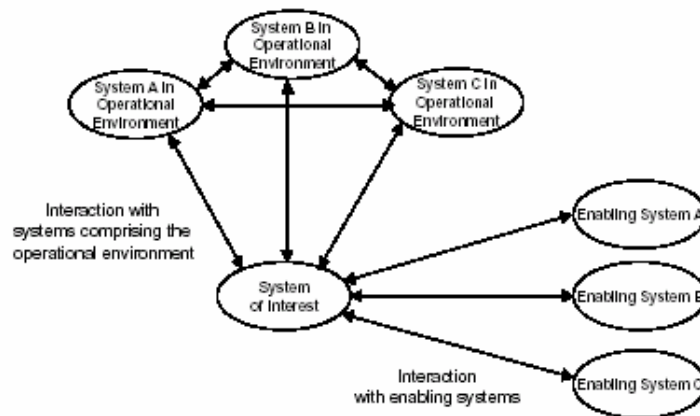 System B in
Operational
Environment
System A in
Operational
Environment
System C in
Operational
Environment
Interaction with
systems comprising the
operational environment
Enabling System A
System
of Interest
Enabling System B
Interaction
with enabling systems
Enabling System C